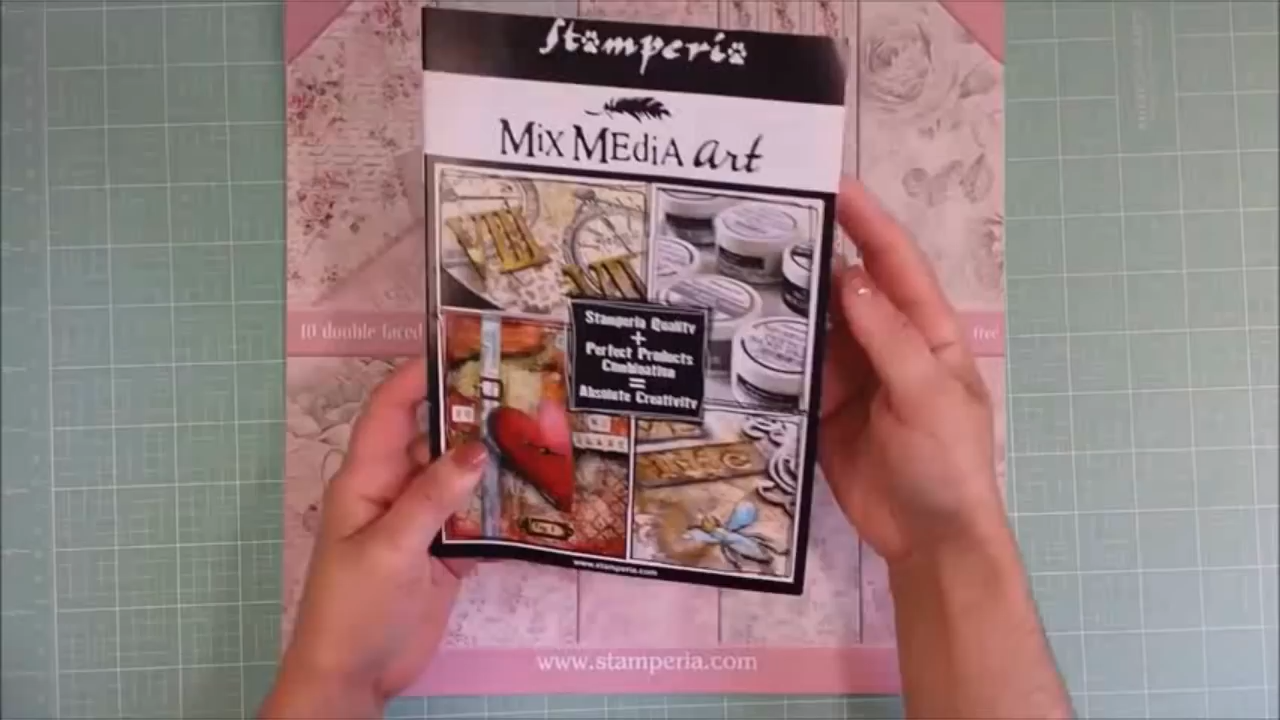 Stamperia
Mix MEdiA Art
Stamperia Quality
+
Perfect Products
Combination
=
Absolute Creativity
www.stamperia.com
10 double faced
free
www.stamperia.com